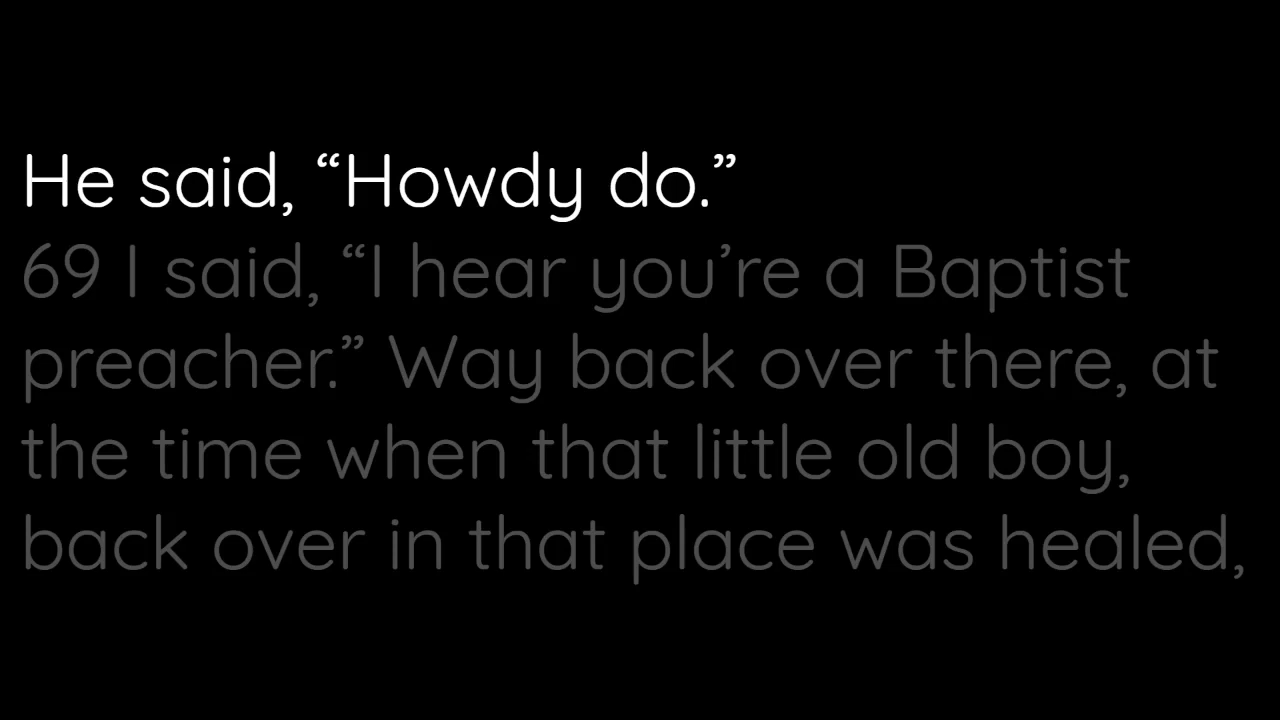 He said, “Howdy do.”
69 I said, “I hear you’re a Baptist
preacher.” Way back over there, at
the time when that little old boy,
back over in that place was healed,